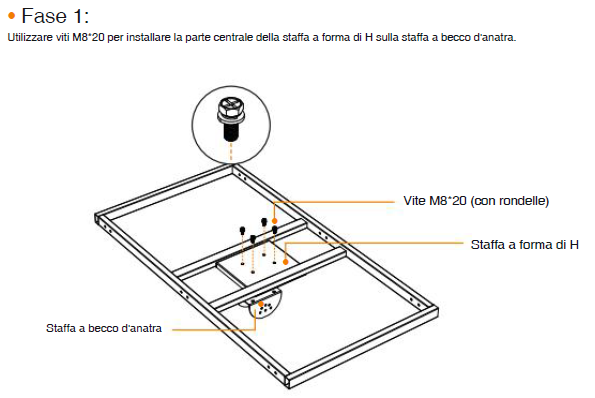 • Fase 1:
Utilizzare viti M8*20 per installare la parte centrale della staffa a forma di H sulla staffa a becco d'anatra.
Vite M8*20 (con rondelle)
Staffa a forma di H
Staffa a becco d'anatra